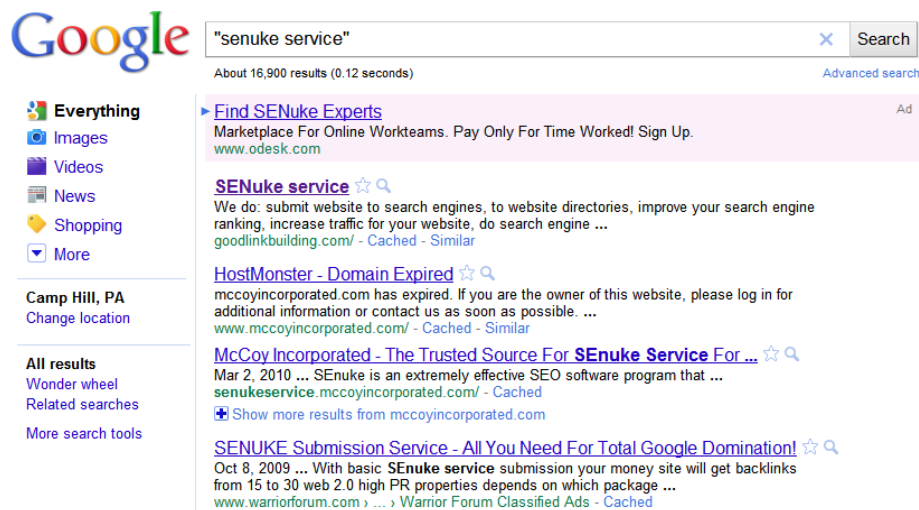 Google
"senuke service"
Search
About 16,900 results (0.12 seconds)
Advanced search
Everything
Images
Videos
News
Shopping
More
Camp Hill, PA
Change location
All results
Wonder wheel
Related searches
More search tools
Find SENuke Experts
Ad
Marketplace For Online Workteams. Pay Only For Time Worked! Sign Up.
www.odesk.com
SENuke service
We do: submit website to search engines, to website directories, improve your search engine
ranking, increase traffic for your website, do search engine ...
goodlinkbuilding.com/ - Cached - Similar
HostMonster - Domain Expired
mccoyincorporated.com has expired. If you are the owner of this website, please log in for
additional information or contact us as soon as possible. ...
www.mccoyincorporated.com/ - Cached - Similar
McCoy Incorporated - The Trusted Source For SEnuke Service For ...
Mar 2, 2010 ... SEnuke is an extremely effective SEO software program that ...
senukeservice.mccoyincorporated.com/ - Cached
Show more results from mccoyincorporated.com
SENUKE Submission Service - All You Need For Total Google Domination!
Oct 8, 2009 ... With basic SEnuke service submission your money site will get backlinks
from 15 to 30 web 2.0 high PR properties depends on which package ...
www.warriorforum.com › ... › Warrior Forum Classified Ads - Cached